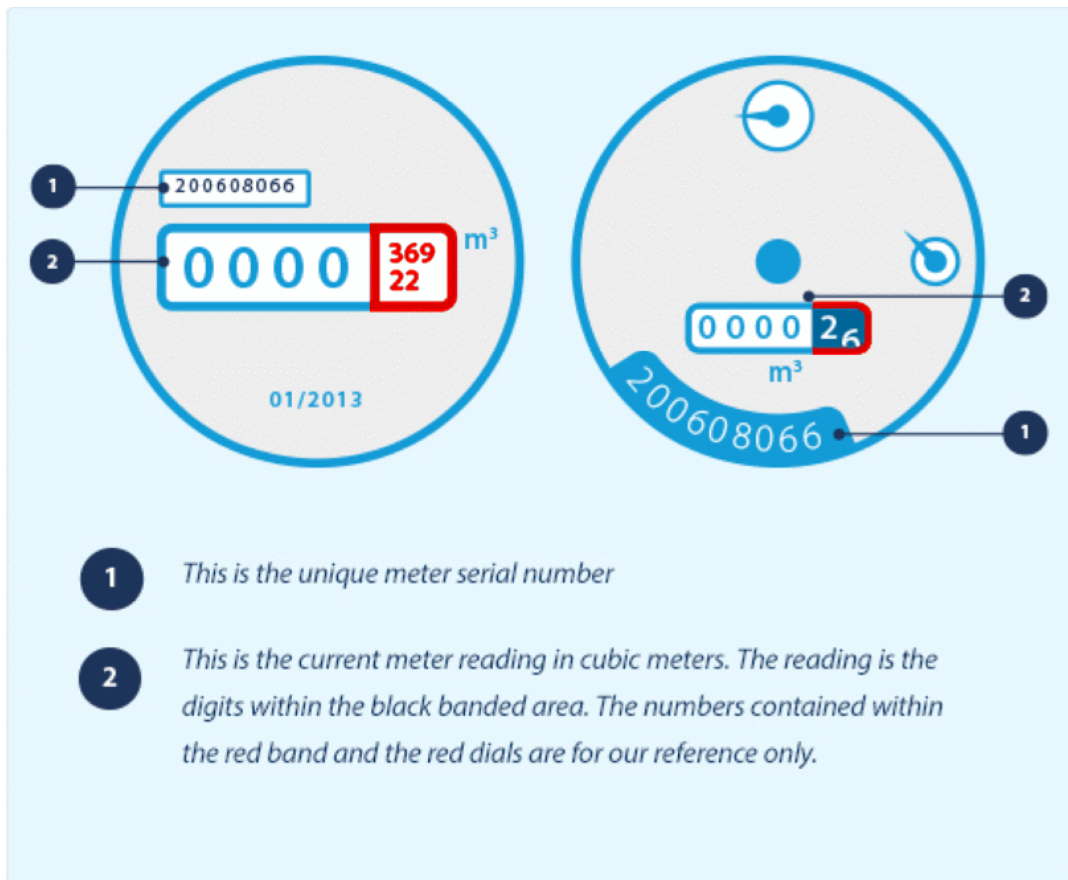 1
200608066
2
0000
369
22
m³
01/2013
2
0000
26
m³
200608066
1
1
This is the unique meter serial number
2
This is the current meter reading in cubic meters. The reading is the
digits within the black banded area. The numbers contained within
the red band and the red dials are for our reference only.